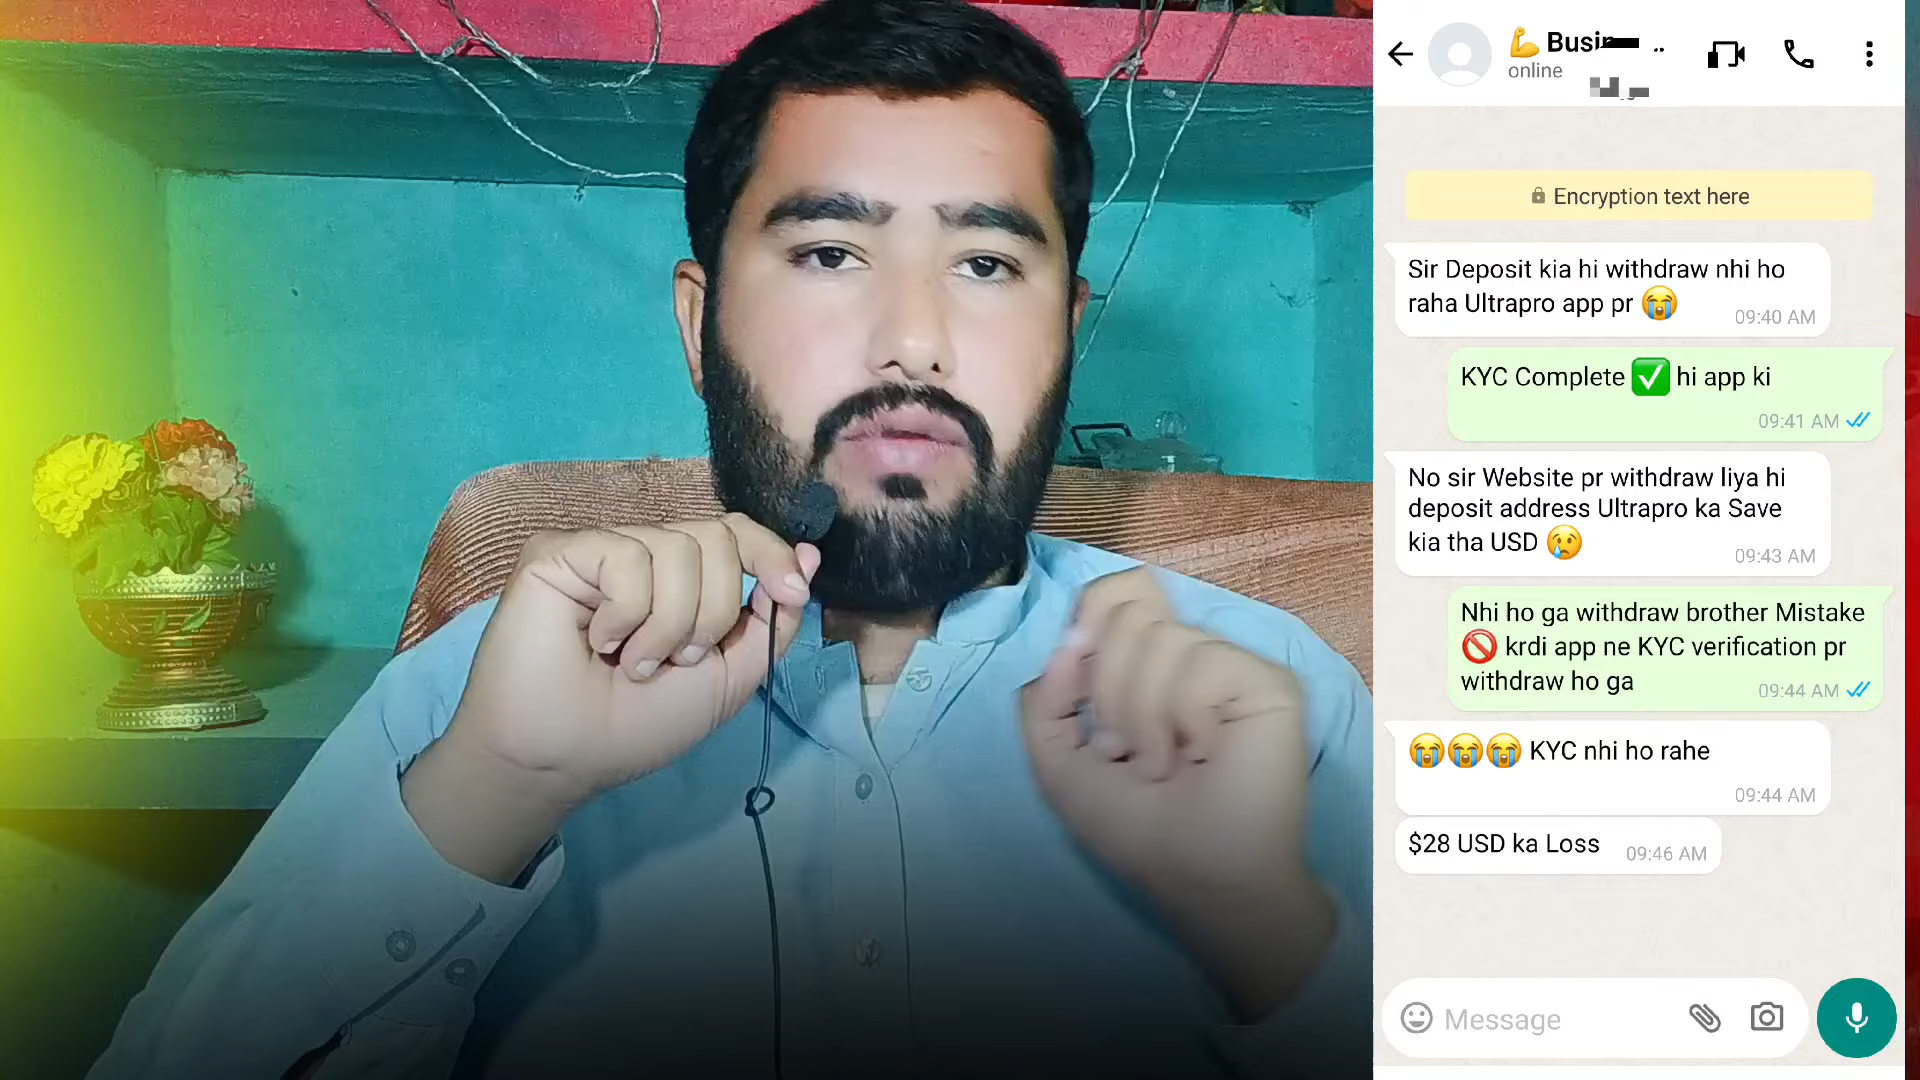 💪 Busi ..
online
Encryption text here
Sir Deposit kia hi withdraw nhi ho
raha Ultrapro app pr 😭
09:40 AM
KYC Complete ✅ hi app ki
09:41 AM
No sir Website pr withdraw liya hi
deposit address Ultrapro ka Save
kia tha USD 😢
09:43 AM
Nhi ho ga withdraw brother Mistake
🚫 krdi app ne KYC verification pr
withdraw ho ga
09:44 AM
😭😭😭 KYC nhi ho rahe
09:44 AM
$28 USD ka Loss
09:46 AM
Message